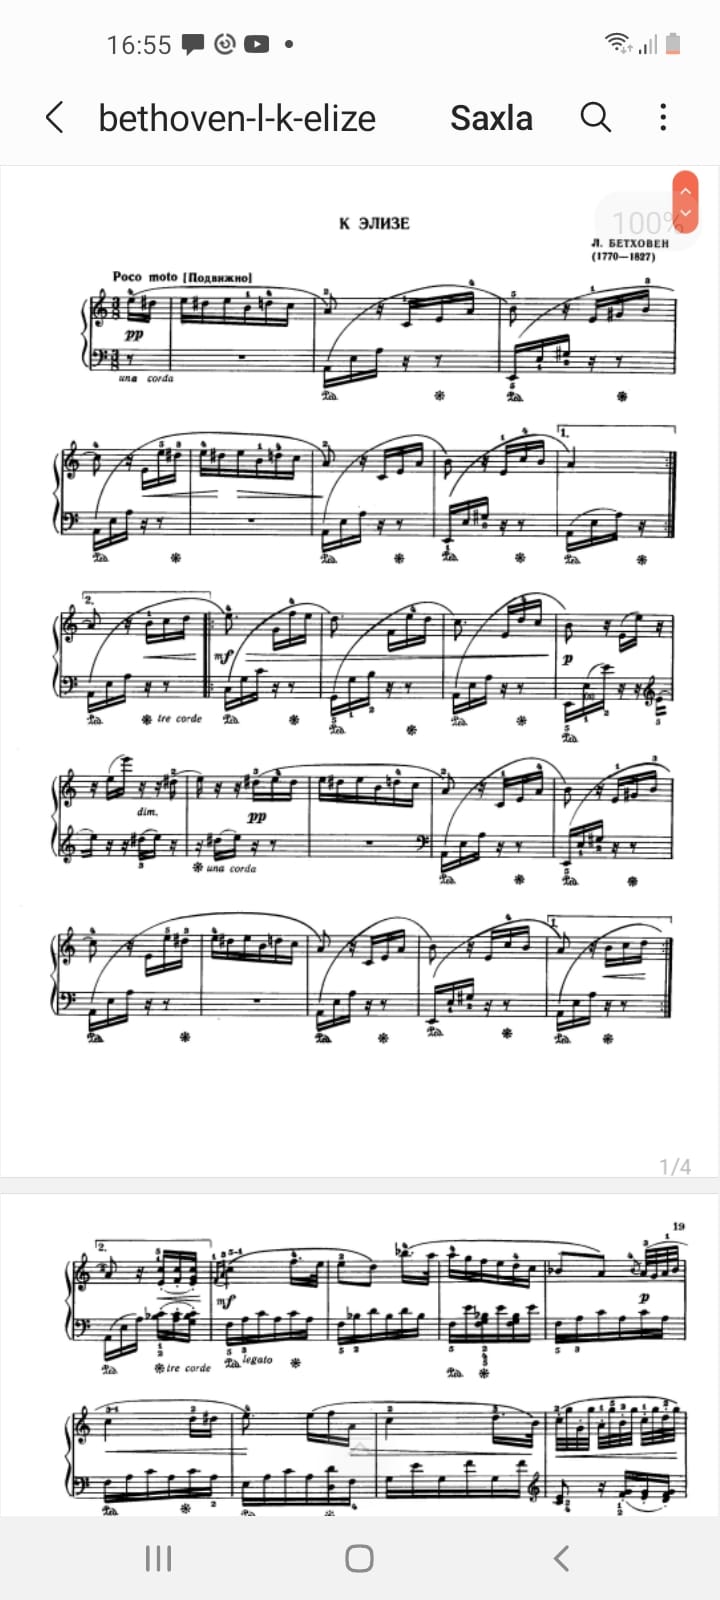 16:55
bethoven-l-k-elize Saxla
100%
К ЭЛИЗЕ
Л. БЕТХОВЕН
(1770—1827)
Poco moto [Подвижно]
pp
una corda
1.
2.
mf
p
tre corde
dim.
pp
una corda
1.
1/4
19
2.
mf
p
tre corde
legato